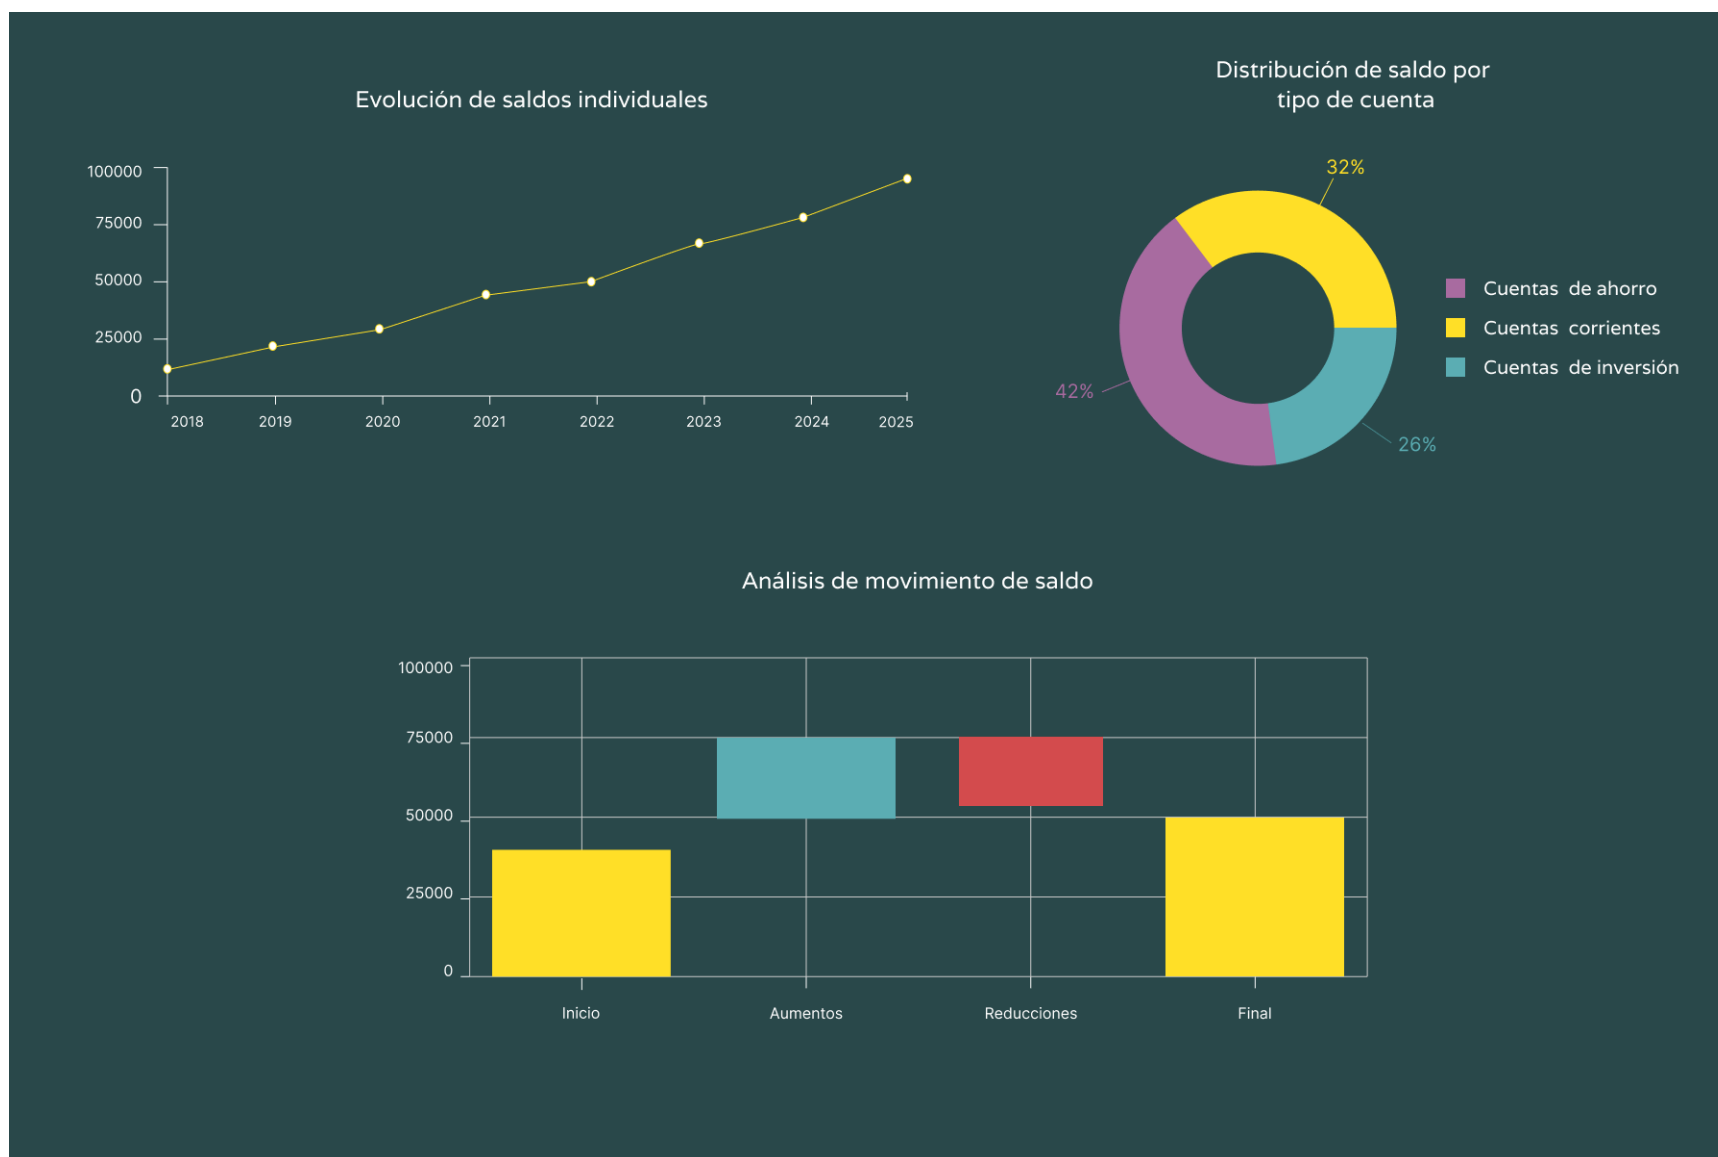 Evolución de saldos individuales
100000
75000
50000
25000
0
2018 2019 2020 2021 2022 2023 2024 2025
Distribución de saldo por
tipo de cuenta
32%
42%
26%
Cuentas de ahorro
Cuentas corrientes
Cuentas de inversión
Análisis de movimiento de saldo
100000
75000
50000
25000
0
Inicio Aumentos Reducciones Final